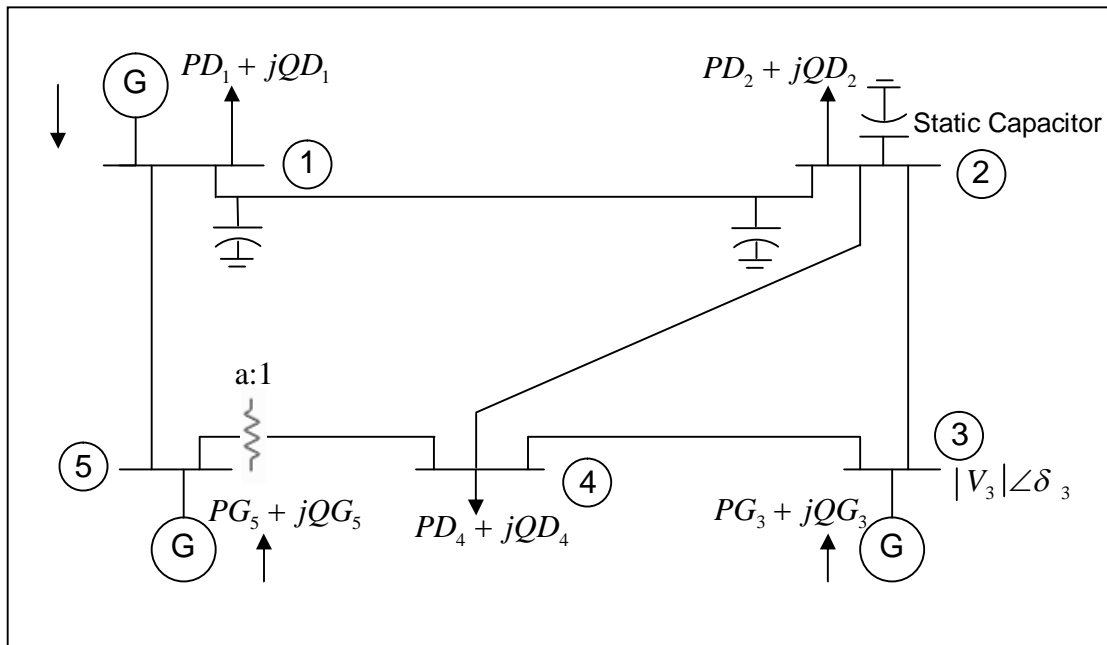 G
PD₁ + jQD₁
PD₂ + jQD₂
Static Capacitor
1
2
a:1
5
4
3
|V₃|∠δ₃
PG₅ + jQG₅
PD₄ + jQD₄
PG₃ + jQG₃
G
G